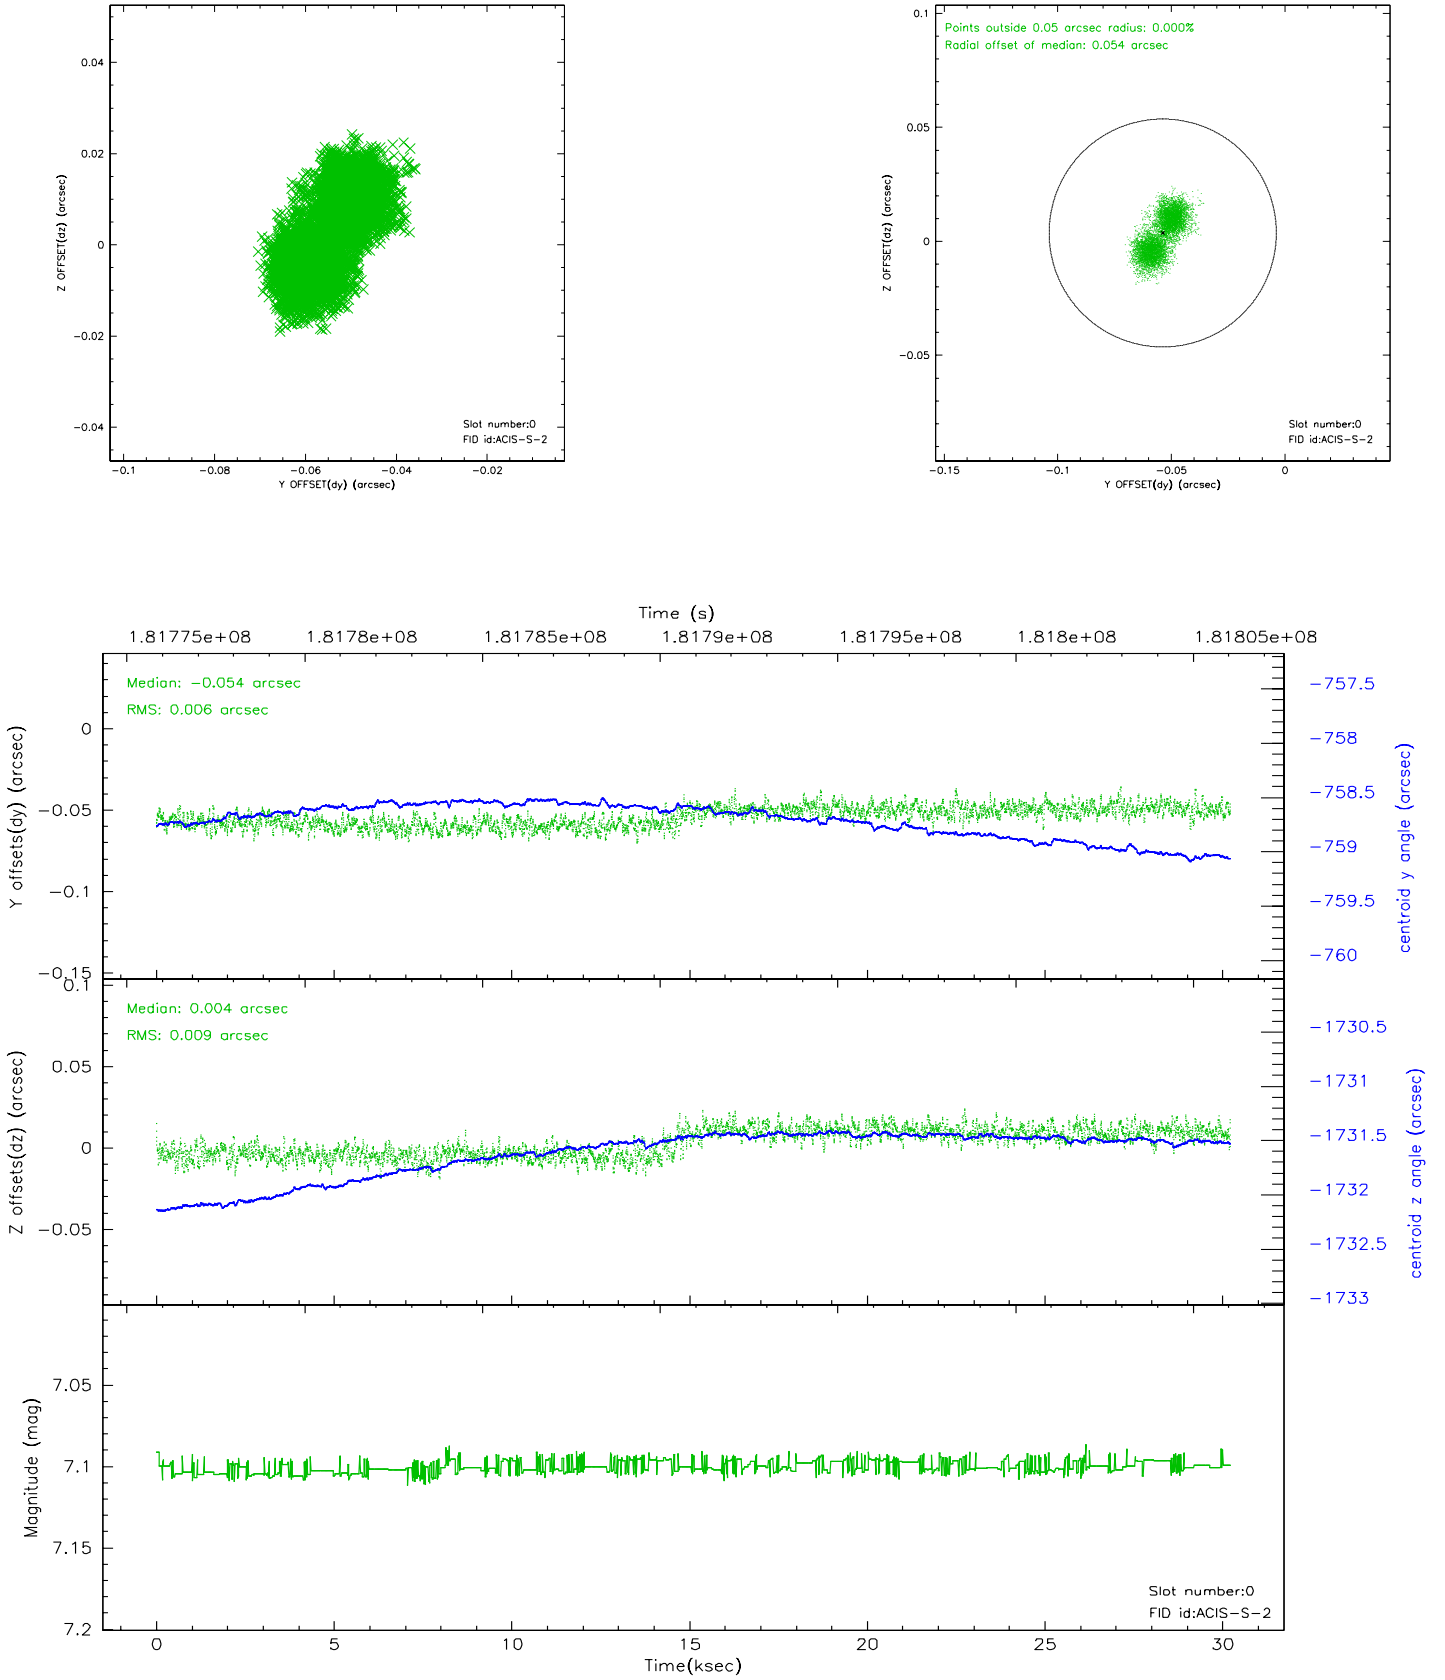 0.04
0.02
0
-0.02
-0.04
Z OFFSET(dz) (arcsec)
-0.1 -0.08 -0.06 -0.04 -0.02
Y OFFSET(dy) (arcsec)
Slot number:0
FID id:ACIS-S-2
Points outside 0.05 arcsec radius: 0.000%
Radial offset of median: 0.054 arcsec
0.1
0.05
0
-0.05
Z OFFSET(dz) (arcsec)
-0.15 -0.1 -0.05 0
Y OFFSET(dy) (arcsec)
Slot number:0
FID id:ACIS-S-2
Time (s)
1.81775e+08 1.8178e+08 1.81785e+08 1.8179e+08 1.81795e+08 1.818e+08 1.81805e+08
Median: -0.054 arcsec
RMS: 0.006 arcsec
0
-0.05
-0.1
-0.15
Y offsets(dy) (arcsec)
-757.5
-758
-758.5
-759
-759.5
-760
centroid y angle (arcsec)
Median: 0.004 arcsec
RMS: 0.009 arcsec
0.1
0.05
0
-0.05
Z offsets(dz) (arcsec)
-1730.5
-1731
-1731.5
-1732
-1732.5
-1733
centroid z angle (arcsec)
7.05
7.1
7.15
7.2
Magnitude (mag)
Slot number:0
FID id:ACIS-S-2
0 5 10 15 20 25 30
Time(ksec)